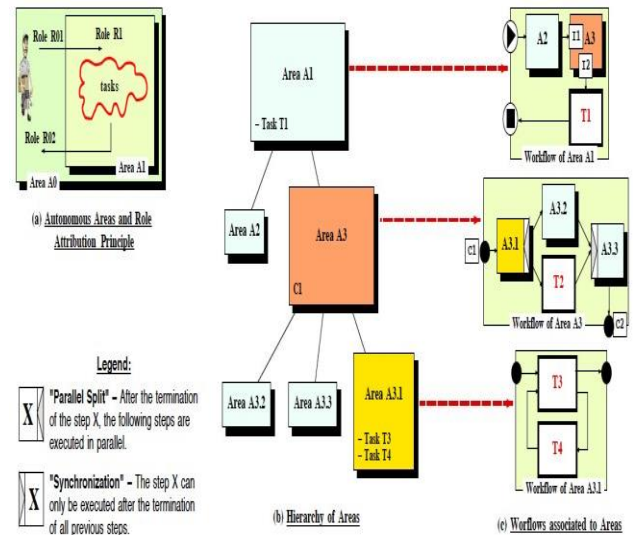 Role R01
Role R1
tasks
Role R02
Area A1
Area A0
(a) Autonomous Areas and Role
Attribution Principle
Legend:
X
"Parallel Split" – After the termination
of the step X, the following steps are
executed in parallel.
X
"Synchronization" – The step X can
only be executed after the termination
of all previous steps.
Area A1
– Task T1
Area A2
Area A3
C1
Area A3.2
Area A3.3
Area A3.1
– Task T3
– Task T4
(b) Hierarchy of Areas
A2
r1
A3
r2
T1
Workflow of Area A1
A3.2
C1
A3.1
A3.3
T2
Workflow of Area A3
C2
T3
T4
Workflow of Area A3.1
(c) Worflows associated to Areas